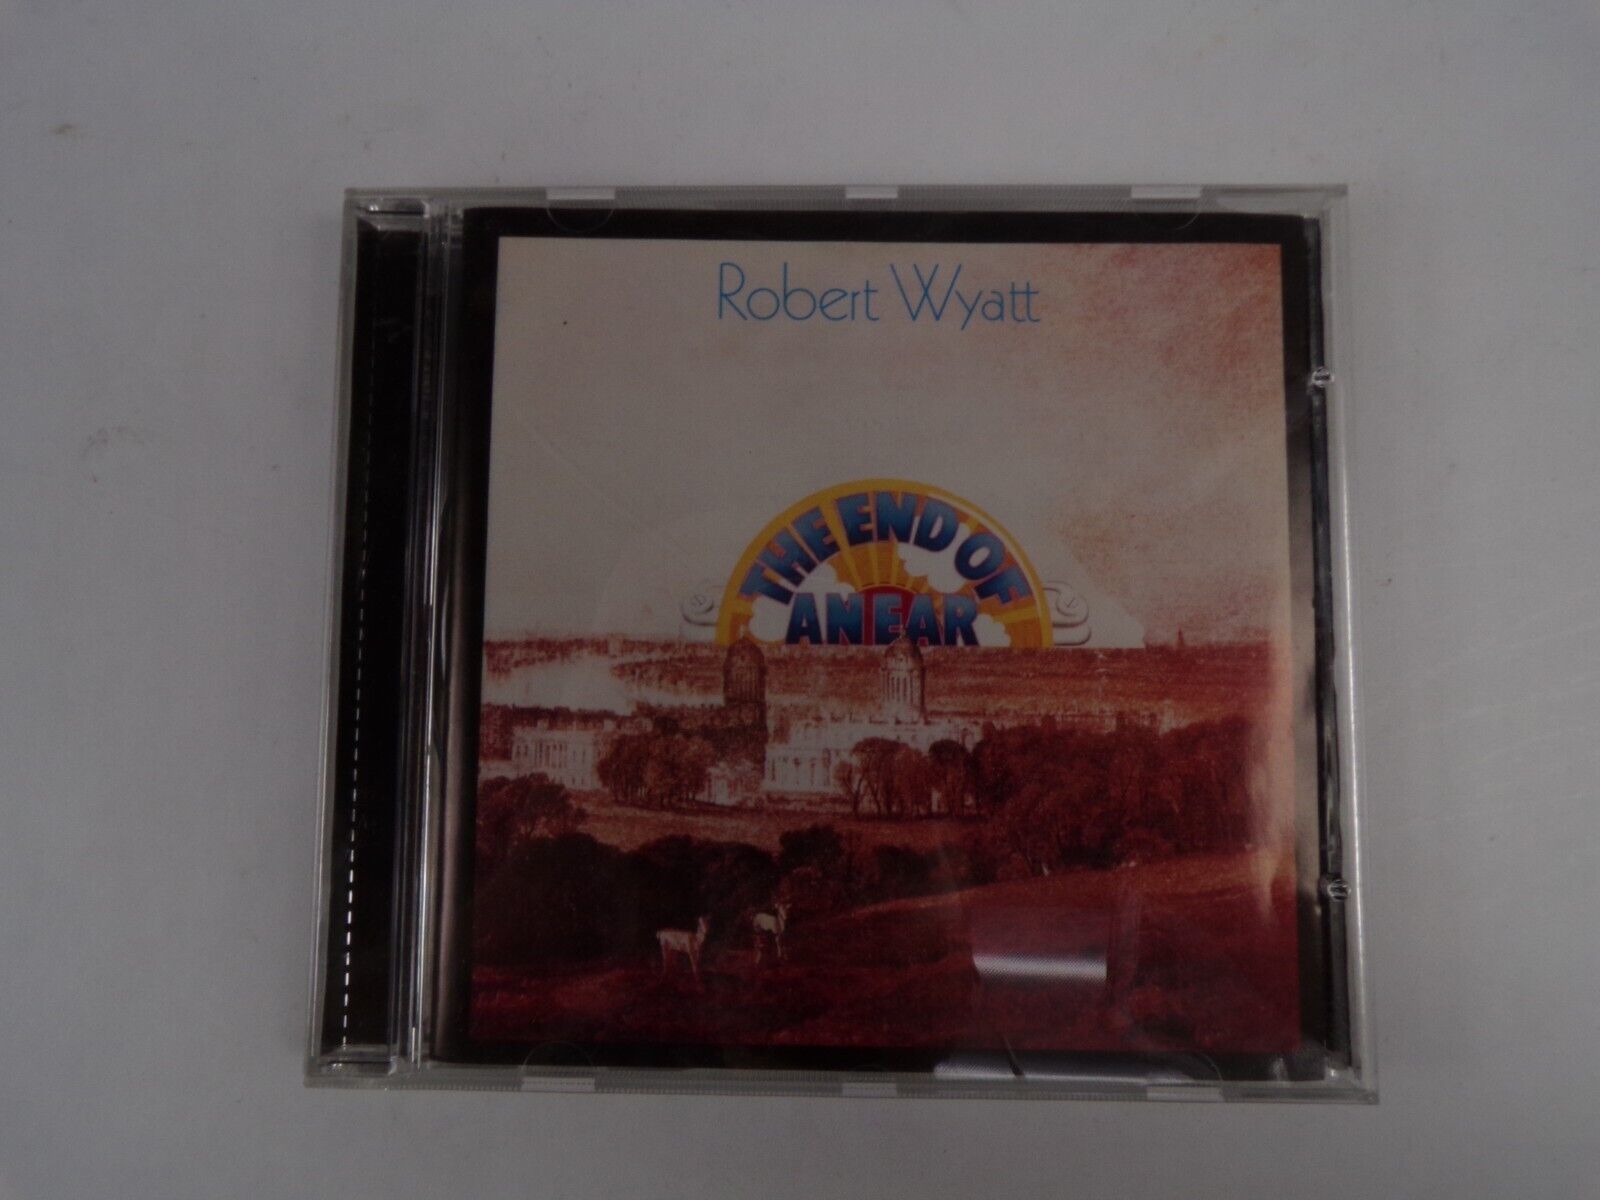 Robert Wyatt
THE END OF
AN EAR